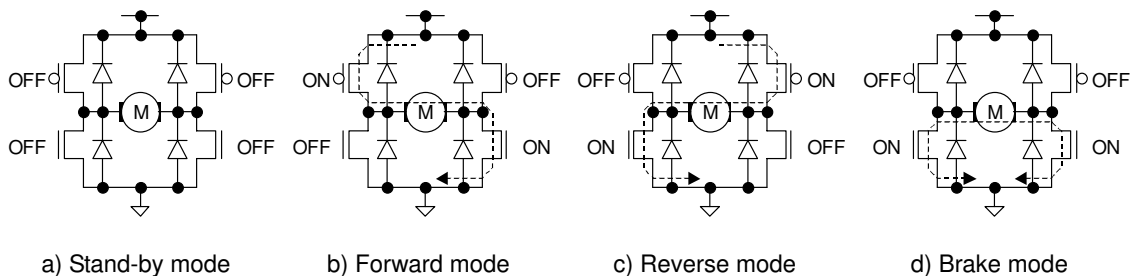 OFF OFF ON OFF OFF ON OFF OFF
M M M M
OFF OFF OFF ON ON OFF ON ON
a) Stand-by mode b) Forward mode c) Reverse mode d) Brake mode